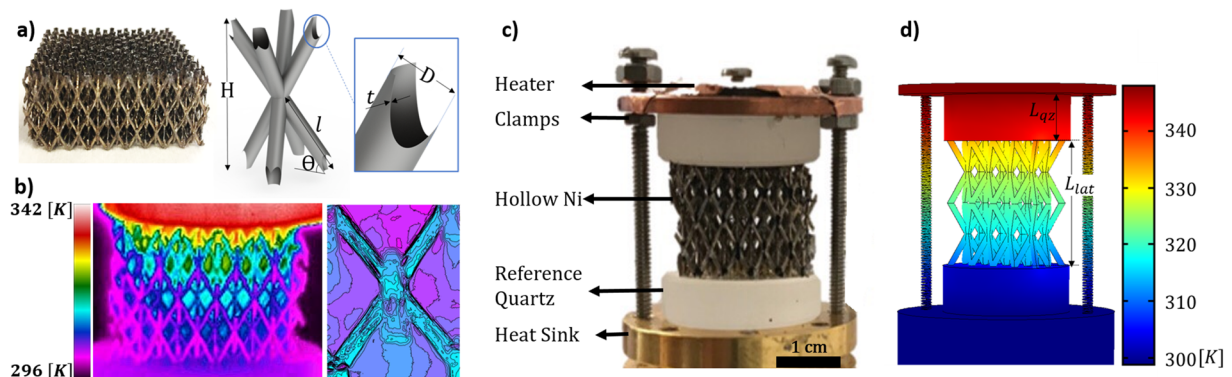 a)
H
Θ
l
D
t
b)
342 [K]
296 [K]
c)
Heater
Clamps
Hollow Ni
Reference
Quartz
Heat Sink
1 cm
d)
L_qz
L_lat
340
330
320
310
300 [K]